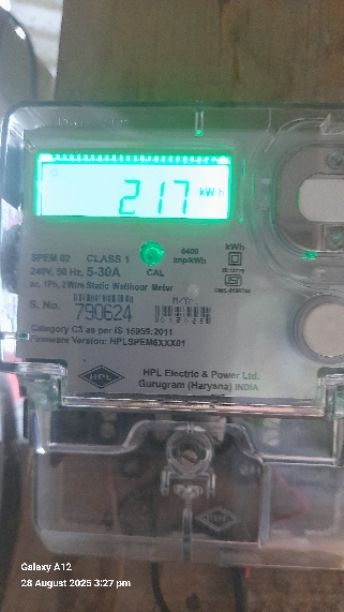 217 kWh
SPEM 02 CLASS 1
240V, 50 Hz, 5-30A
ac, 1Ph, 2 Wire Static Watthour Meter
CAL
6400
imp/kWh
kWh
S. No.
790624
M/Yr:
Category C3 as per IS 15959:2011
Firmware Version: HPLSPEM6XXX01
HPL
HPL Electric & Power Ltd.
Gurugram (Haryana) INDIA
HPL
Galaxy A12
28 August 2025 3:27 pm